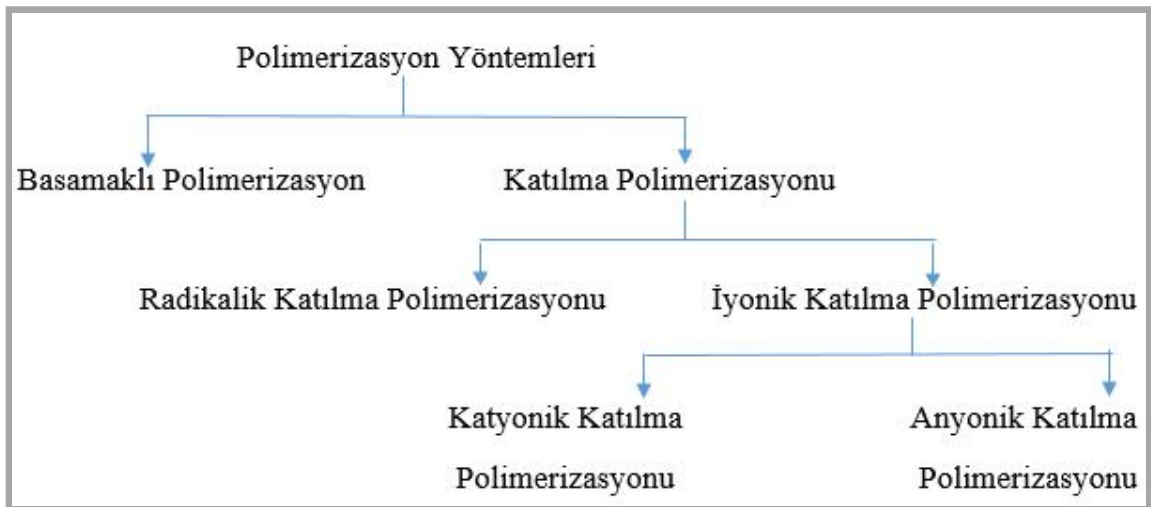 Polimerizasyon Yöntemleri
Basamaklı Polimerizasyon
Katılma Polimerizasyonu
Radikalik Katılma Polimerizasyonu
İyonik Katılma Polimerizasyonu
Katyonik Katılma
Polimerizasyonu
Anyonik Katılma
Polimerizasyonu